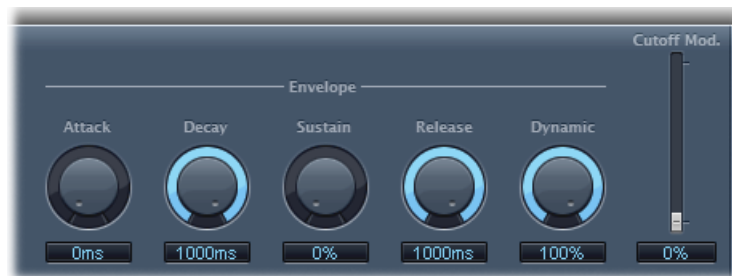 Cutoff Mod.
Envelope
Attack Decay Sustain Release Dynamic
0ms 1000ms 0% 1000ms 100% 0%